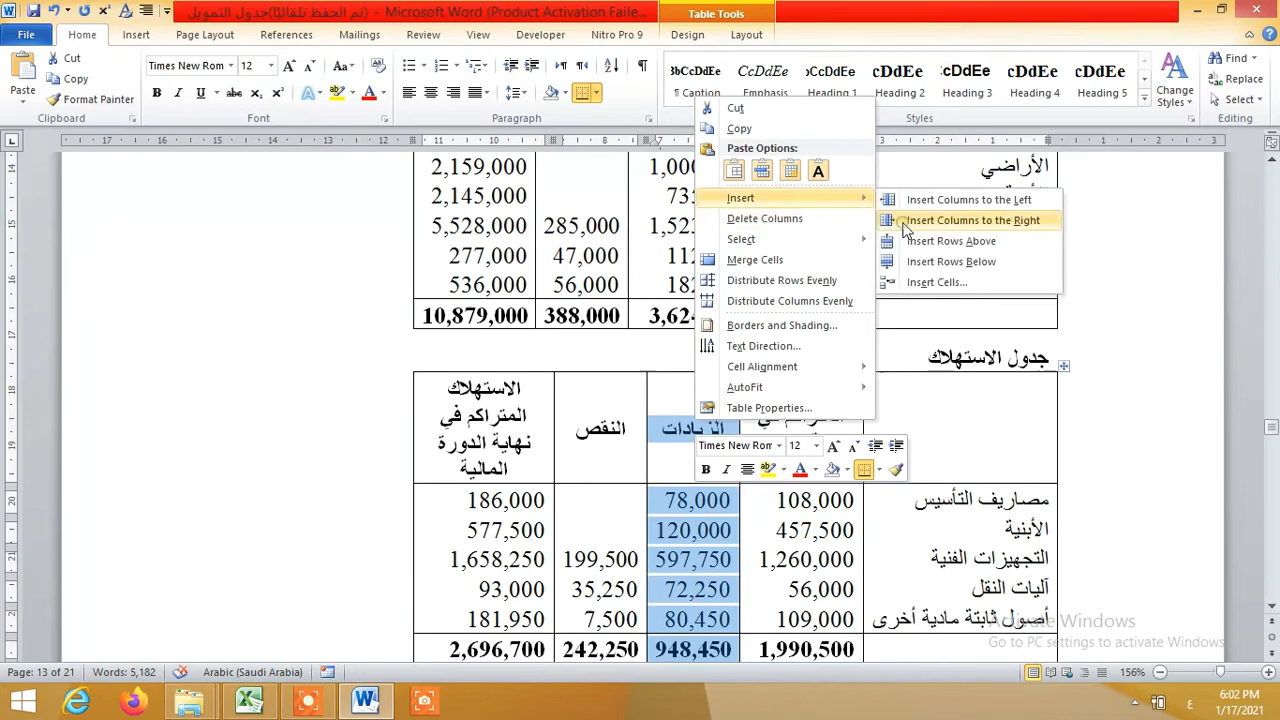 جدول التمويل(تم الحفظ تلقائيًا) - Microsoft Word (Product Activation Faile
Table Tools
File Home Insert Page Layout References Mailings Review View Developer Nitro Pro 9 Design Layout
Paste
Cut
Copy
Format Painter
Clipboard
Times New Rom 12
Font
Paragraph
Caption Emphasis Heading 1 Heading 2 Heading 3 Heading 4 Heading 5
Styles
Change Styles
Find
Replace
Select
Editing
Cut
Copy
Paste Options:
Insert
Delete Columns
Select
Merge Cells
Distribute Rows Evenly
Distribute Columns Evenly
Borders and Shading...
Text Direction...
Cell Alignment
AutoFit
Table Properties...
Insert Columns to the Left
Insert Columns to the Right
Insert Rows Above
Insert Rows Below
Insert Cells...
Times New Rom 12
الأراضي
2,159,000
2,145,000
5,528,000 285,000
277,000 47,000
536,000 56,000
10,879,000 388,000
جدول الاستهلاك
الزيادات النقص الاستهلاك المتراكم في نهاية الدورة المالية
مصاريف التأسيس 108,000 78,000 186,000
الأبنية 457,500 120,000 577,500
التجهيزات الفنية 1,260,000 597,750 199,500 1,658,250
آليات النقل 56,000 72,250 35,250 93,000
أصول ثابتة مادية أخرى 109,000 80,450 7,500 181,950
1,990,500 948,450 242,250 2,696,700
Activate Windows
Go to PC settings to activate Windows.
Page: 13 of 21 Words: 5,182 Arabic (Saudi Arabia) 156%
6:02 PM
1/17/2021